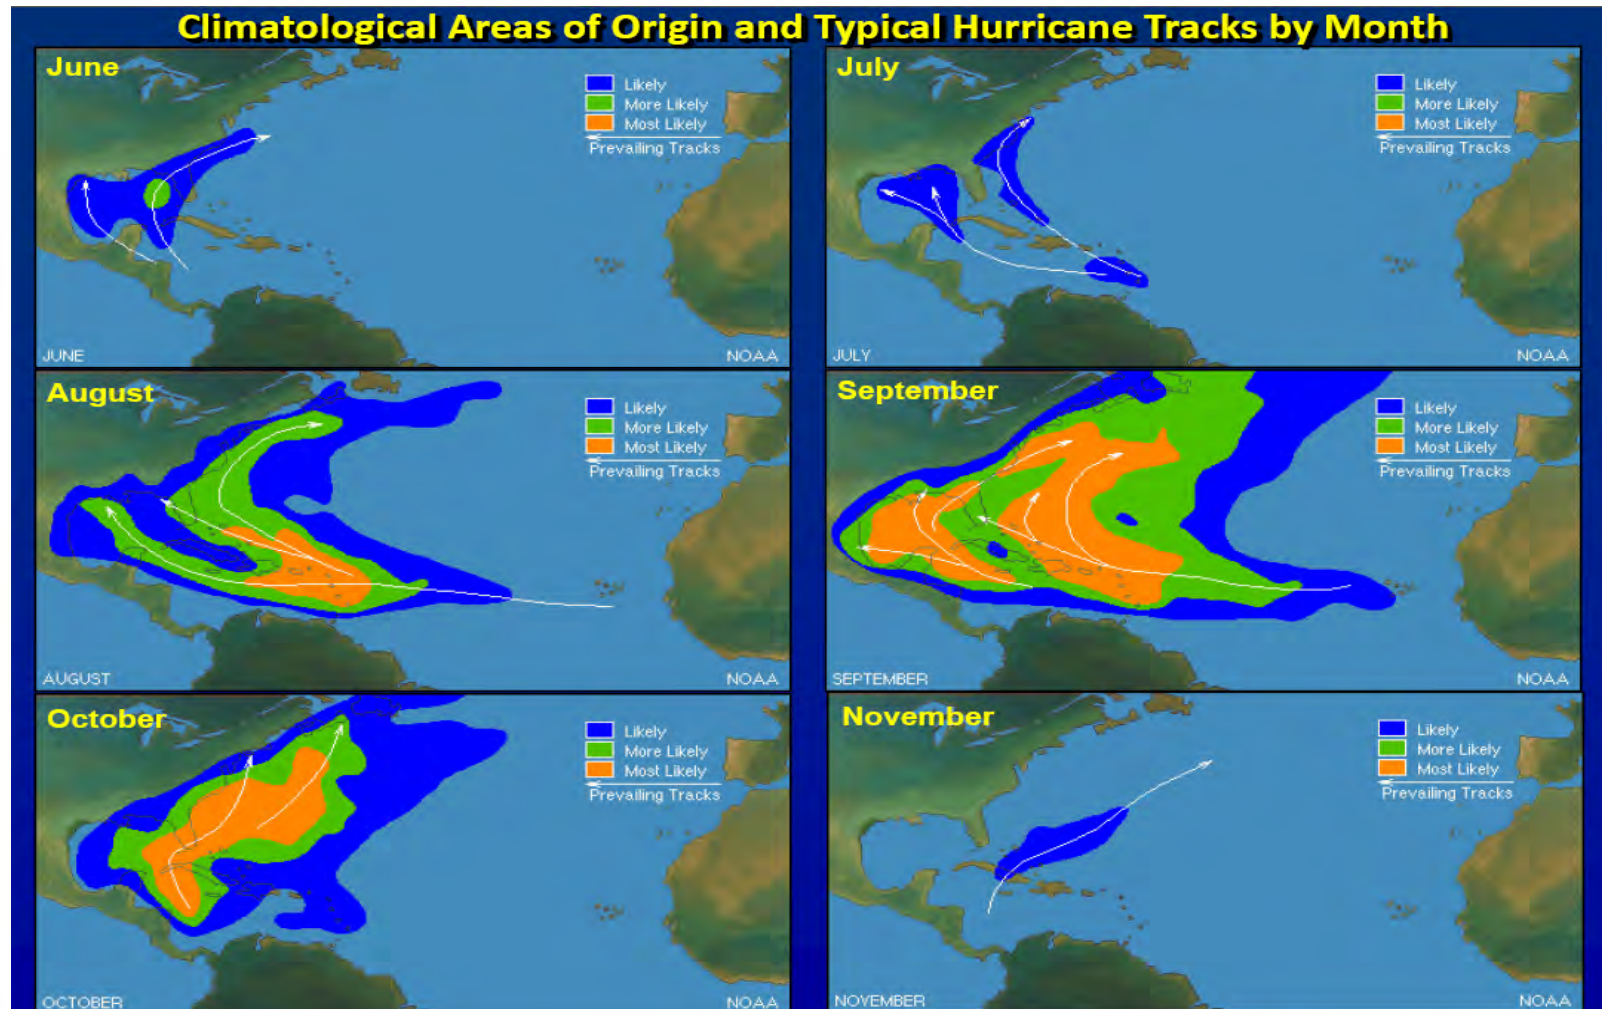 Climatological Areas of Origin and Typical Hurricane Tracks by Month
June
Likely
More Likely
Most Likely
Prevailing Tracks
JUNE
NOAA
July
Likely
More Likely
Most Likely
Prevailing Tracks
JULY
NOAA
August
Likely
More Likely
Most Likely
Prevailing Tracks
AUGUST
NOAA
September
Likely
More Likely
Most Likely
Prevailing Tracks
SEPTEMBER
NOAA
October
Likely
More Likely
Most Likely
Prevailing Tracks
OCTOBER
NOAA
November
Likely
More Likely
Most Likely
Prevailing Tracks
NOVEMBER
NOAA